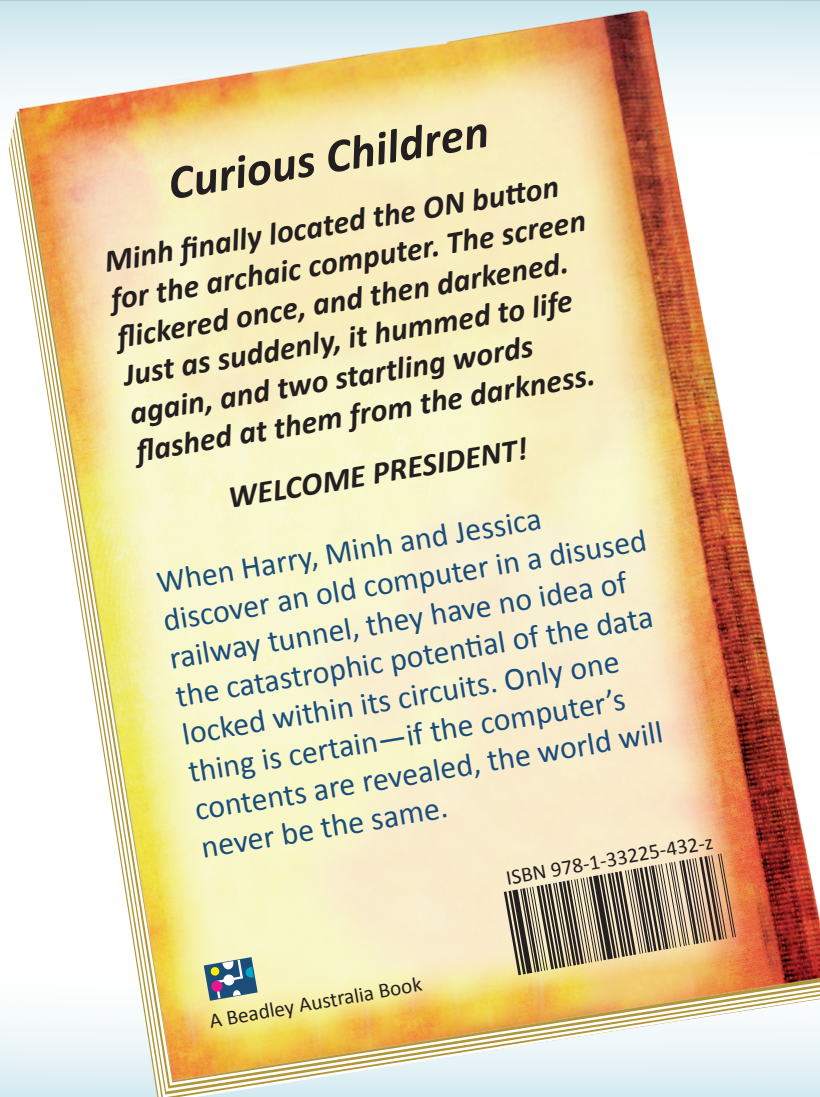 Curious Children
Minh finally located the ON button
for the archaic computer. The screen
flickered once, and then darkened.
Just as suddenly, it hummed to life
again, and two startling words
flashed at them from the darkness.
WELCOME PRESIDENT!
When Harry, Minh and Jessica
discover an old computer in a disused
railway tunnel, they have no idea of
the catastrophic potential of the data
locked within its circuits. Only one
thing is certain—if the computer’s
contents are revealed, the world will
never be the same.
ISBN 978-1-33225-432-z
A Beadley Australia Book